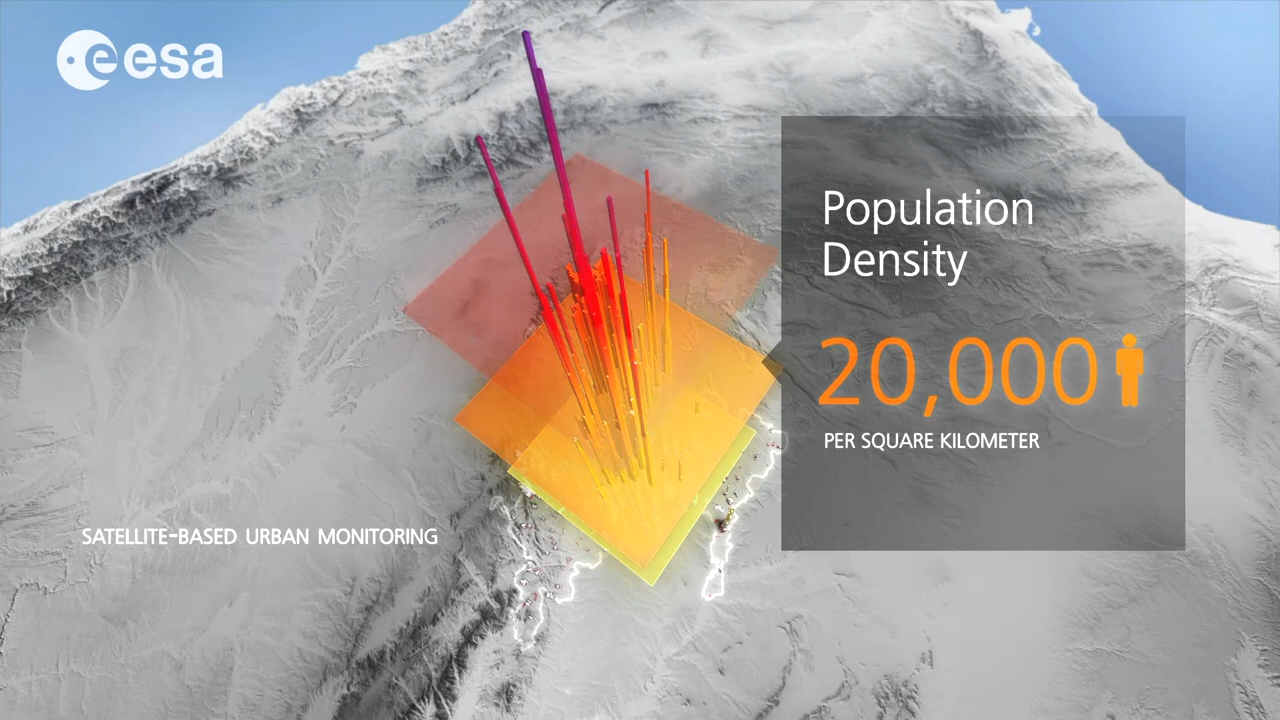 esa
Population
Density
20,000
PER SQUARE KILOMETER
SATELLITE-BASED URBAN MONITORING